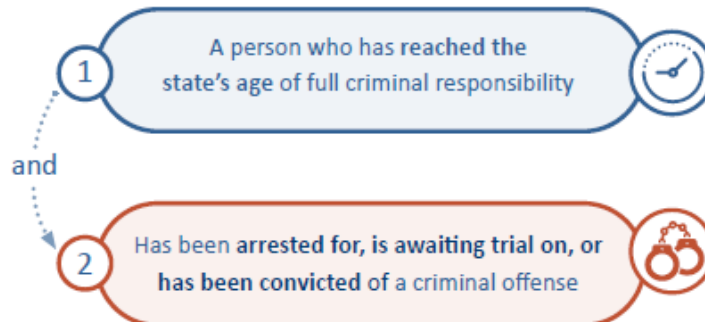 1
A person who has reached the
state's age of full criminal responsibility
and
2
Has been arrested for, is awaiting trial on, or
has been convicted of a criminal offense